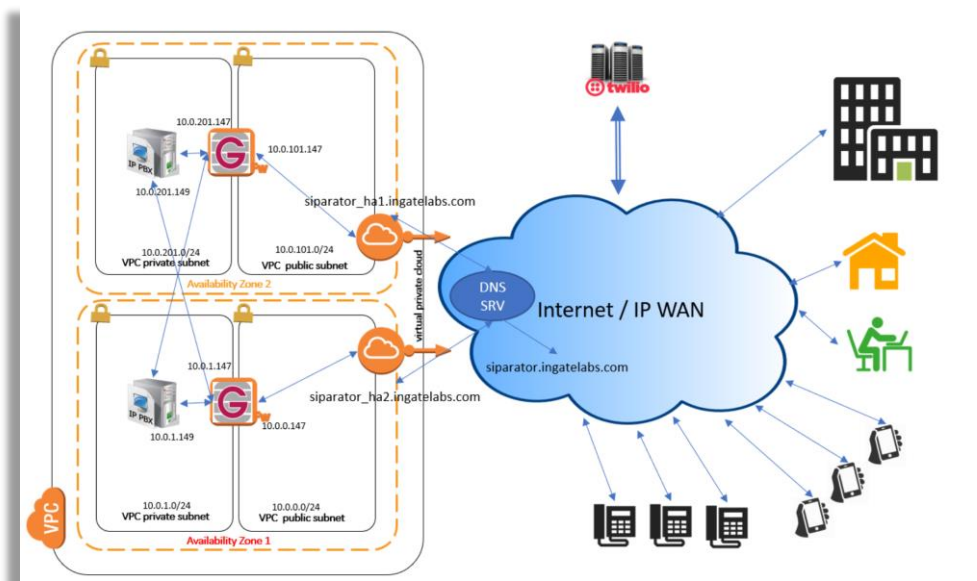 10.0.201.147
IP PBX
G
10.0.101.147
10.0.201.149
siparator_ha1.ingatelabs.com
10.0.201.0/24
VPC private subnet
10.0.101.0/24
VPC public subnet
Availability Zone 2
virtual private cloud
10.0.1.147
IP PBX
G
siparator_ha2.ingatelabs.com
10.0.1.149
10.0.0.147
10.0.1.0/24
VPC private subnet
10.0.0.0/24
VPC public subnet
Availability Zone 1
VPC
twilio
DNS
SRV
Internet / IP WAN
siparator.ingatelabs.com